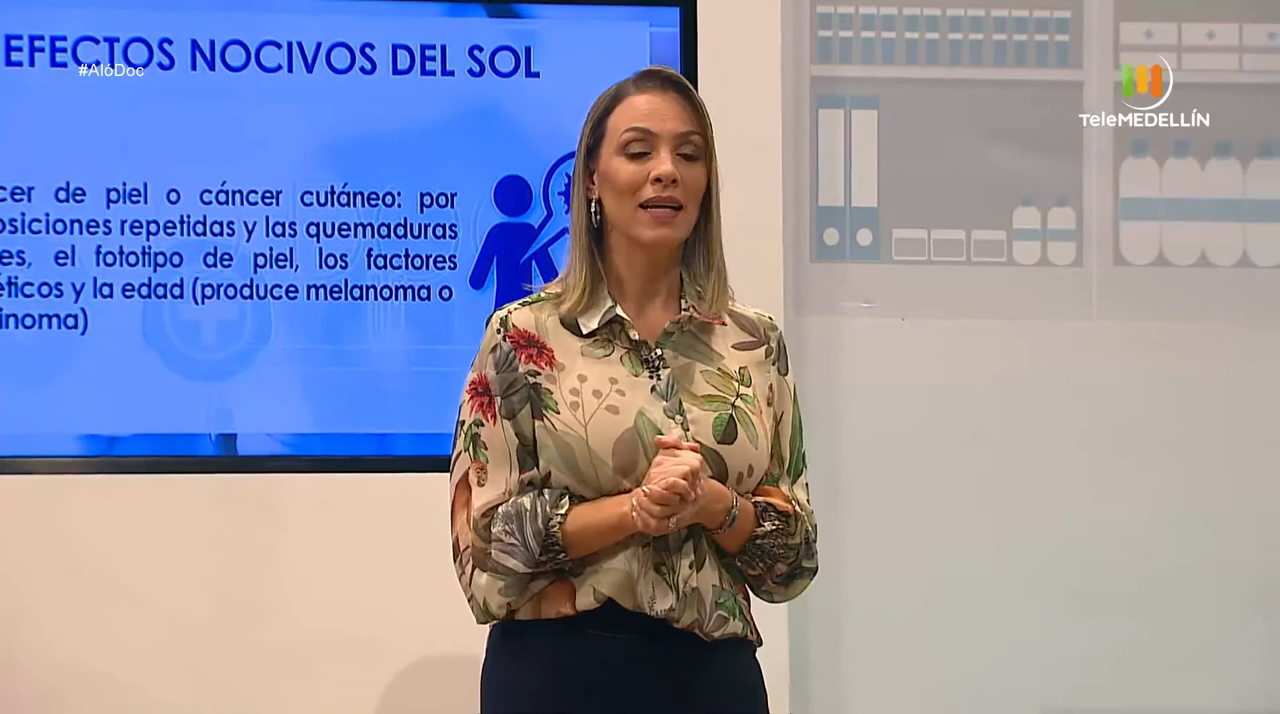 EFECTOS NOCIVOS DEL SOL
#AlóDoc
TeleMEDELLÍN
cer de piel o cáncer cutáneo: por
osiciones repetidas y las quemaduras
es, el fototipo de piel, los factores
éticos y la edad (produce melanoma o
inoma)